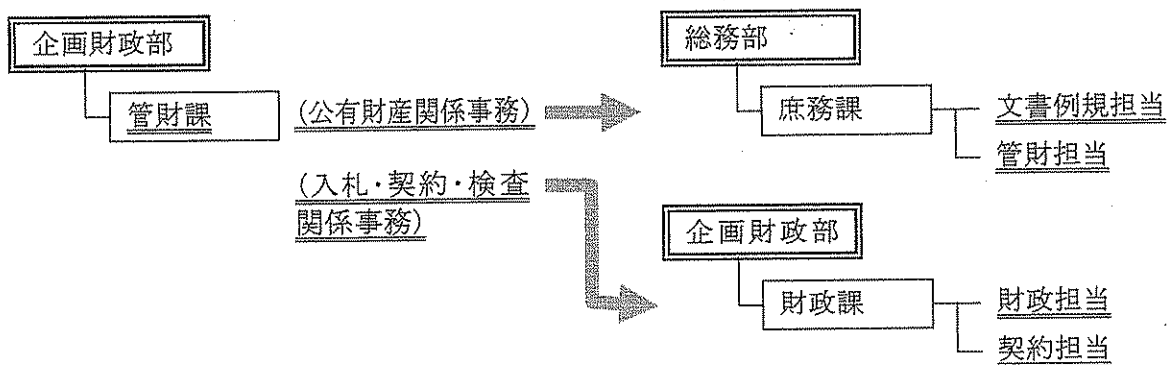 企画財政部
管財課
(公有財産関係事務)
(入札・契約・検査
関係事務)
総務部
庶務課
文書例規担当
管財担当
企画財政部
財政課
財政担当
契約担当